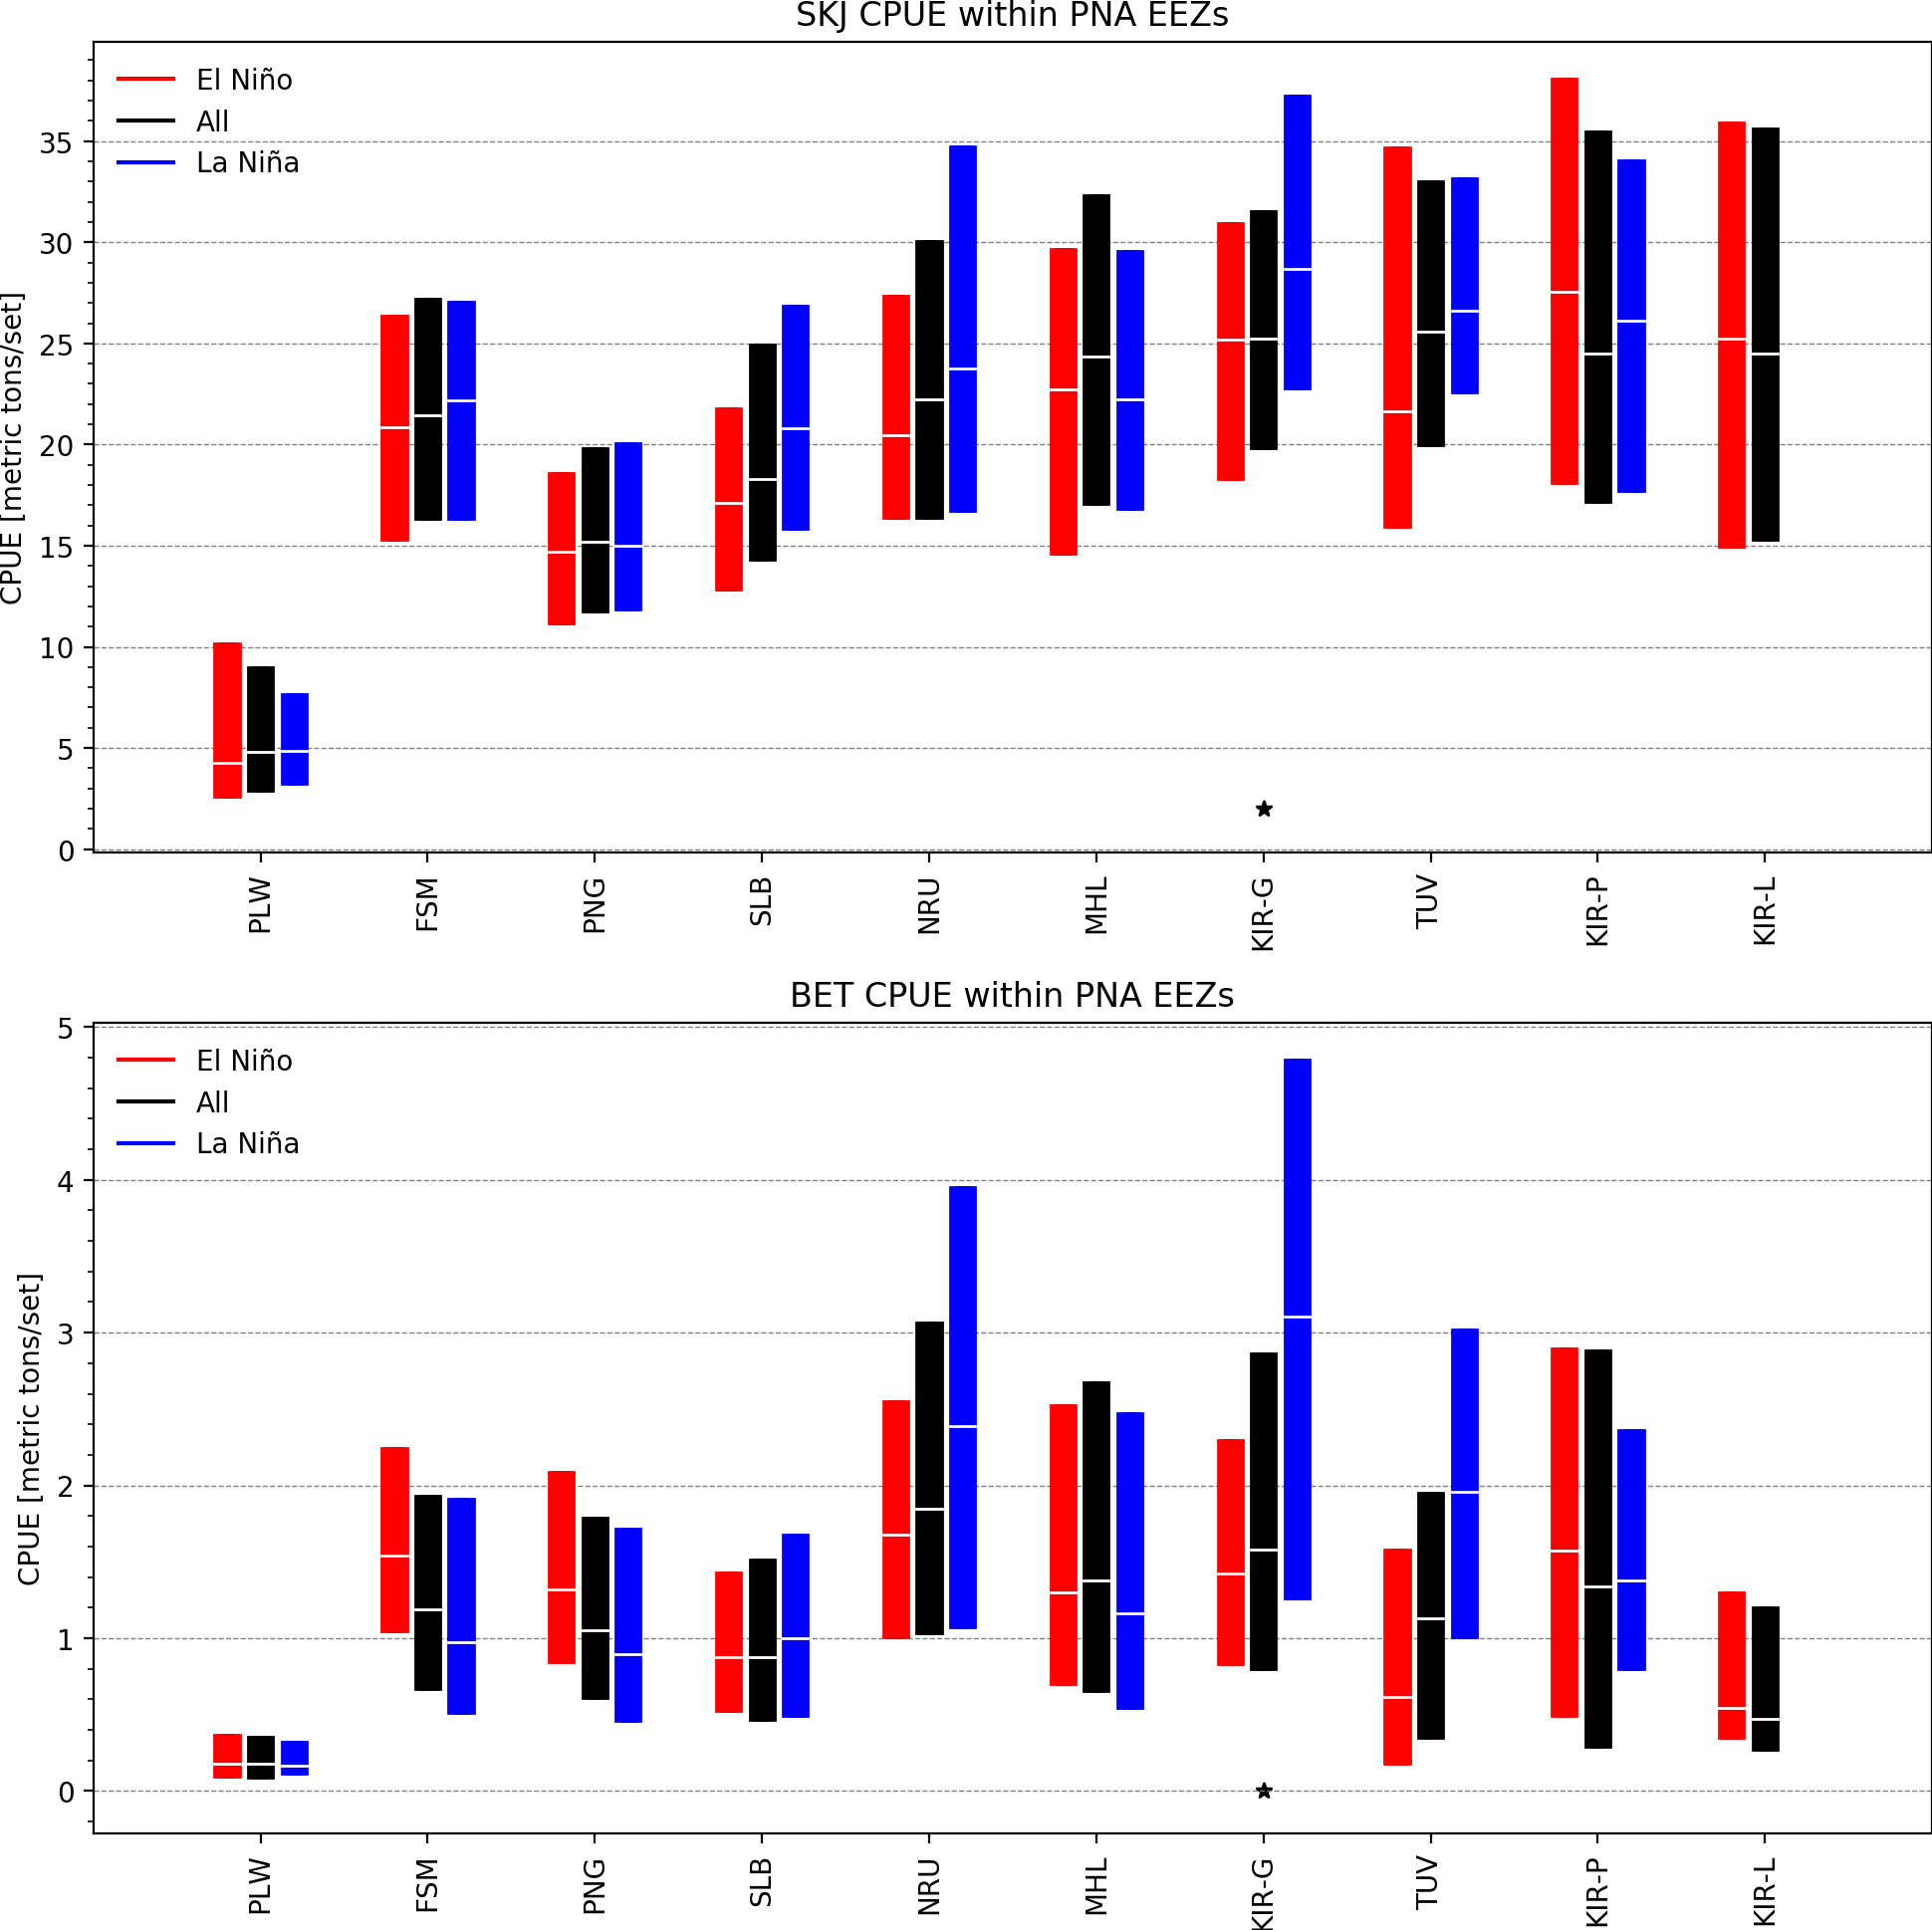 SKJ CPUE within PNA EEZs
El Niño
All
La Niña
35
30
25
20
15
10
5
0
CPUE [metric tons/set]
PLW FSM PNG SLB NRU MHL KIR-G TUV KIR-P KIR-L
BET CPUE within PNA EEZs
El Niño
All
La Niña
5
4
3
2
1
0
CPUE [metric tons/set]
PLW FSM PNG SLB NRU MHL KIR-G TUV KIR-P KIR-L